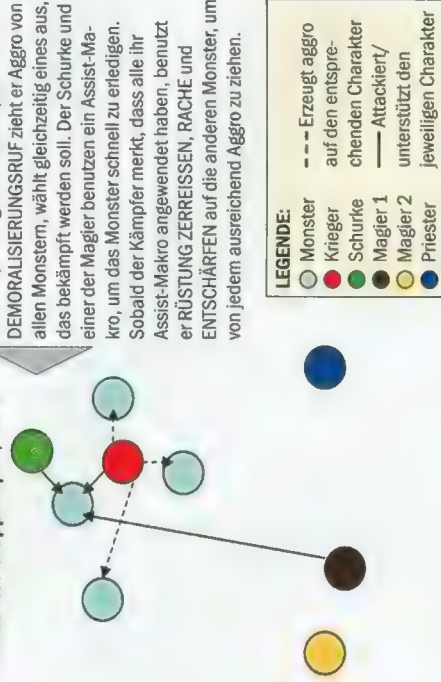 DEMORALISIERUNGSRUF zieht er Aggro von
allen Monstern, wählt gleichzeitig eines aus,
das bekämpft werden soll. Der Schurke und
einer der Magier benutzen ein Assist-Ma-
kro, um das Monster schnell zu erledigen.
Sobald der Kämpfer merkt, dass alle ihr
Assist-Makro angewendet haben, benutzt
er RÜSTUNG ZERREISSEN, RACHE und
ENTSCHÄRFEN auf die anderen Monster, um
von jedem ausreichend Aggro zu ziehen.
LEGENDE:
Monster
Krieger
Schurke
Magier 1
Magier 2
Priester
--- Erzeugt aggro
auf den entspre-
chenden Charakter
— Attackiert/
unterstützt den
jeweiligen Charakter